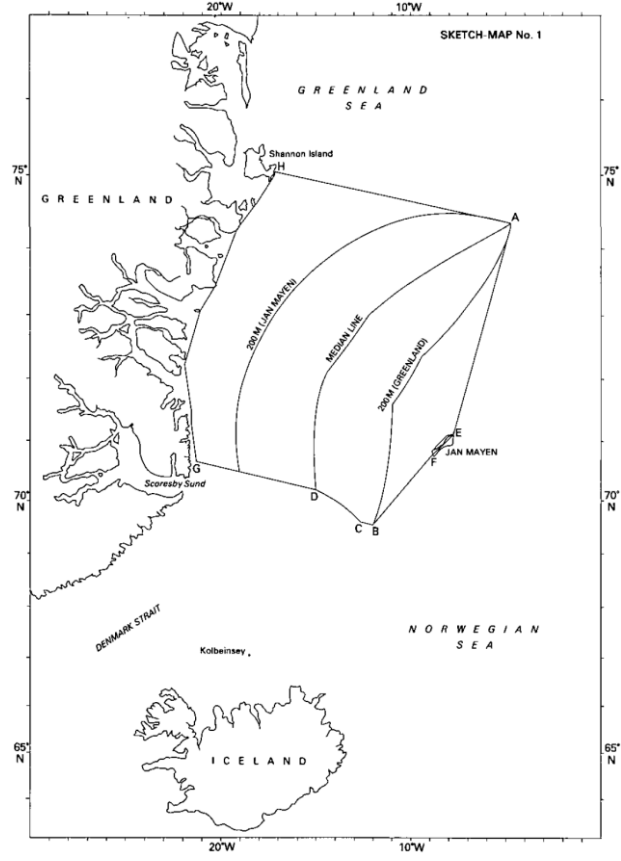 20°W
10°W
SKETCH-MAP No. 1
GREENLAND
SEA
Shannon Island
H
75°
N
75°
N
GREENLAND
A
200 M (JAN MAYEN)
MEDIAN LINE
200 M (GREENLAND)
E
JAN MAYEN
F
G
Scoresby Sund
D
70°
N
70°
N
C
B
DENMARK STRAIT
NORWEGIAN
SEA
Kolbeinsey
65°
N
65°
N
ICELAND
20°W
10°W